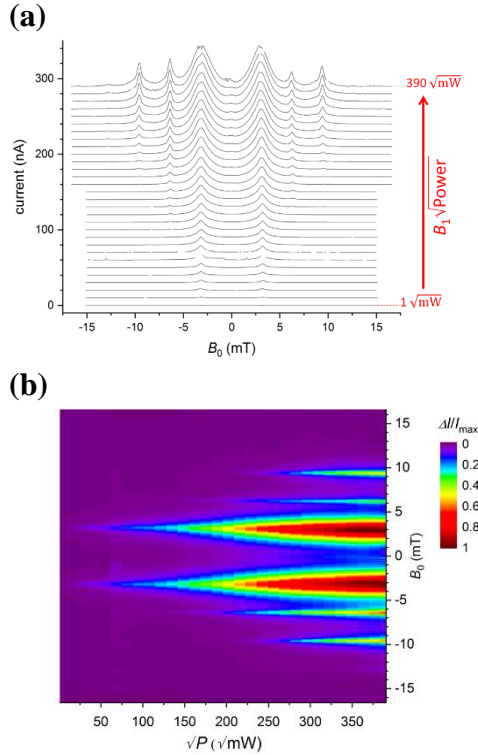 (a)
300
200
100
0
current (nA)
-15 -10 -5 0 5 10 15
B₀ (mT)
390 √mW
B₁ √Power
1 √mW
(b)
ΔI/Iₘₐₓ
0
0.2
0.4
0.6
0.8
1
15
10
5
0
-5
-10
-15
B₀ (mT)
50 100 150 200 250 300 350
√P (√mW)